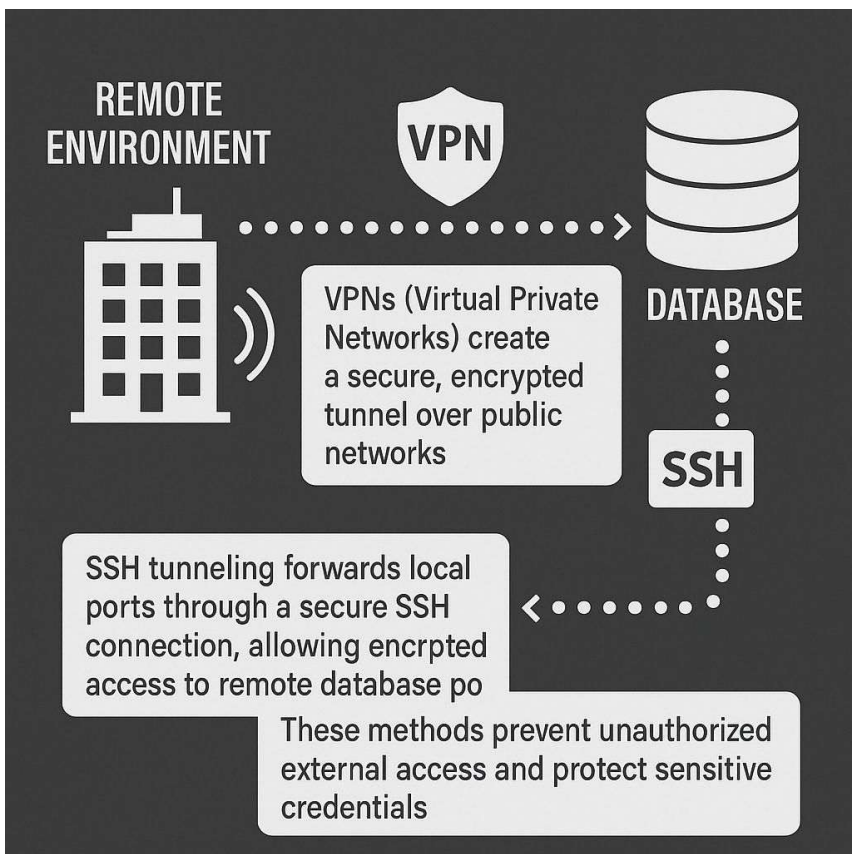 REMOTE
ENVIRONMENT
VPN
VPNs (Virtual Private
Networks) create
a secure, encrypted
tunnel over public
networks
DATABASE
SSH
SSH tunneling forwards local
ports through a secure SSH
connection, allowing encrpted
access to remote database po
These methods prevent unauthorized
external access and protect sensitive
credentials